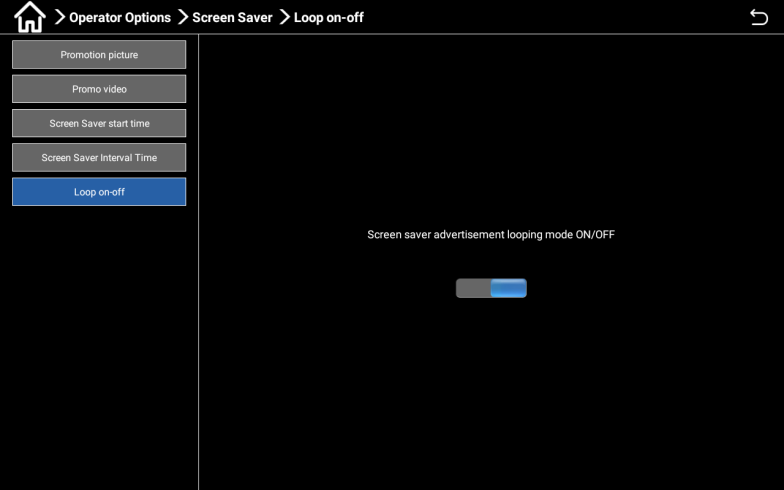 Operator Options
Screen Saver
Loop on-off
Promotion picture
Promo video
Screen Saver start time
Screen Saver Interval Time
Loop on-off
Screen saver advertisement looping mode ON/OFF